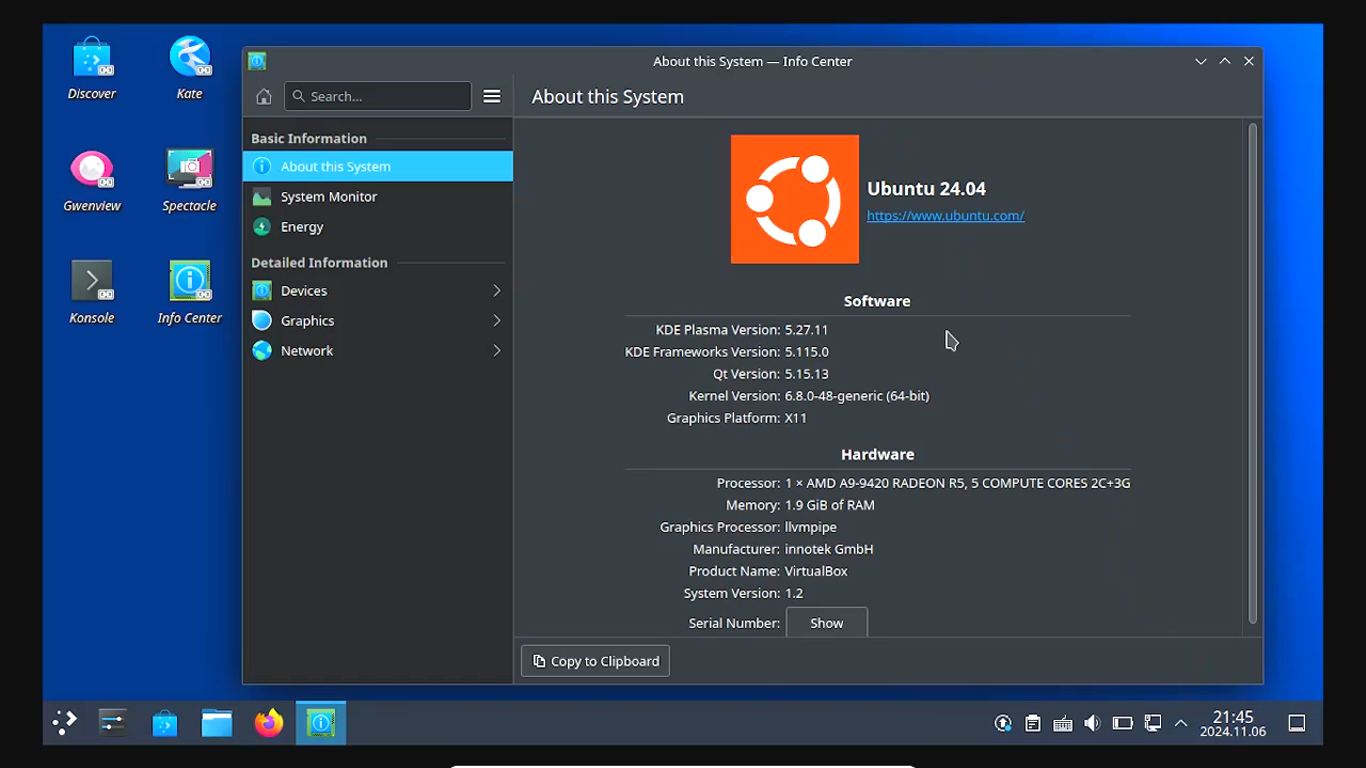 About this System — Info Center
Discover
Kate
Gwenview
Spectacle
Konsole
Info Center
Search...
About this System
Basic Information
About this System
System Monitor
Energy
Detailed Information
Devices
Graphics
Network
Ubuntu 24.04
https://www.ubuntu.com/
Software
KDE Plasma Version: 5.27.11
KDE Frameworks Version: 5.115.0
Qt Version: 5.15.13
Kernel Version: 6.8.0-48-generic (64-bit)
Graphics Platform: X11
Hardware
Processor: 1 × AMD A9-9420 RADEON R5, 5 COMPUTE CORES 2C+3G
Memory: 1.9 GiB of RAM
Graphics Processor: llvmpipe
Manufacturer: innotek GmbH
Product Name: VirtualBox
System Version: 1.2
Serial Number: Show
Copy to Clipboard
21:45
2024.11.06